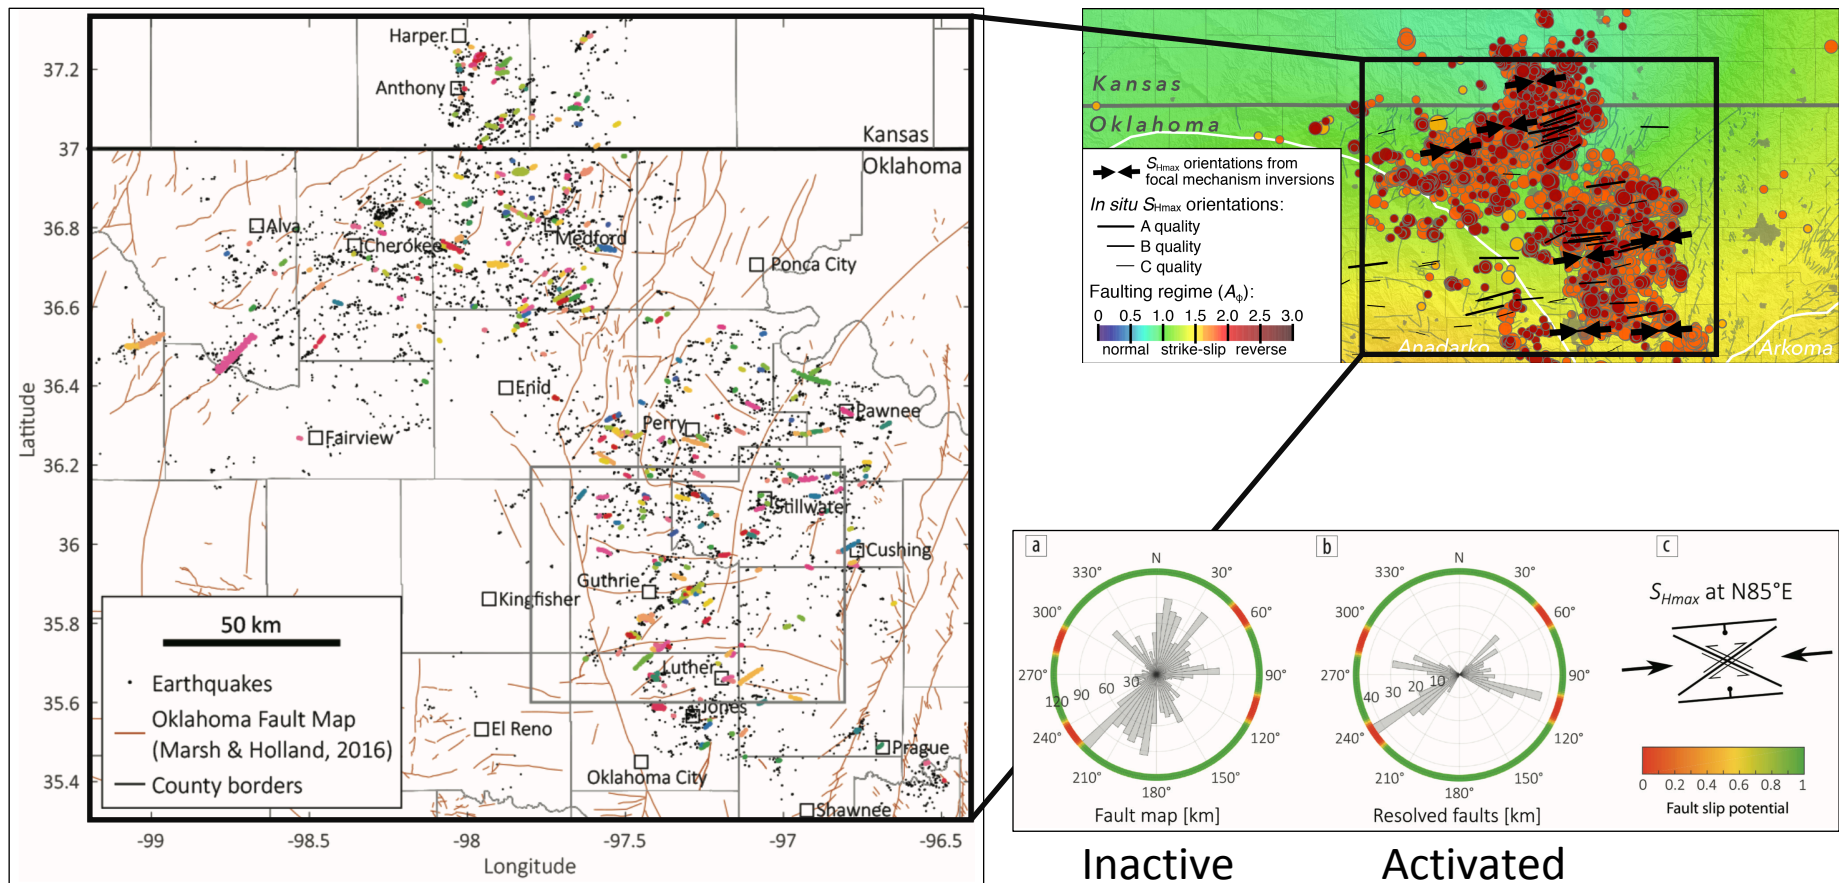 Harper
Anthony
Kansas
Oklahoma
Alva
Cherokee
Medford
Ponca City
Enid
Fairview
Perry
Pawnee
Stillwater
Cushing
Guthrie
Kingfisher
Luther
Jones
El Reno
Prague
Oklahoma City
Shawnee
37.2
37
36.8
36.6
36.4
36.2
36
35.8
35.6
35.4
Latitude
-99
-98.5
-98
-97.5
-97
-96.5
Longitude
50 km
Earthquakes
Oklahoma Fault Map
(Marsh & Holland, 2016)
County borders
Kansas
Oklahoma
SHmax orientations from
focal mechanism inversions
In situ SHmax orientations:
A quality
B quality
C quality
Faulting regime (AΦ):
0 0.5 1.0 1.5 2.0 2.5 3.0
normal strike-slip reverse
Anadarko
Arkoma
a
N
30°
60°
90°
120°
150°
180°
210°
240°
270°
300°
330°
30
60
90
120
Fault map [km]
b
N
30°
60°
90°
120°
150°
180°
210°
240°
270°
300°
330°
10
20
30
40
Resolved faults [km]
c
SHmax at N85°E
0 0.2 0.4 0.6 0.8 1
Fault slip potential
Inactive
Activated